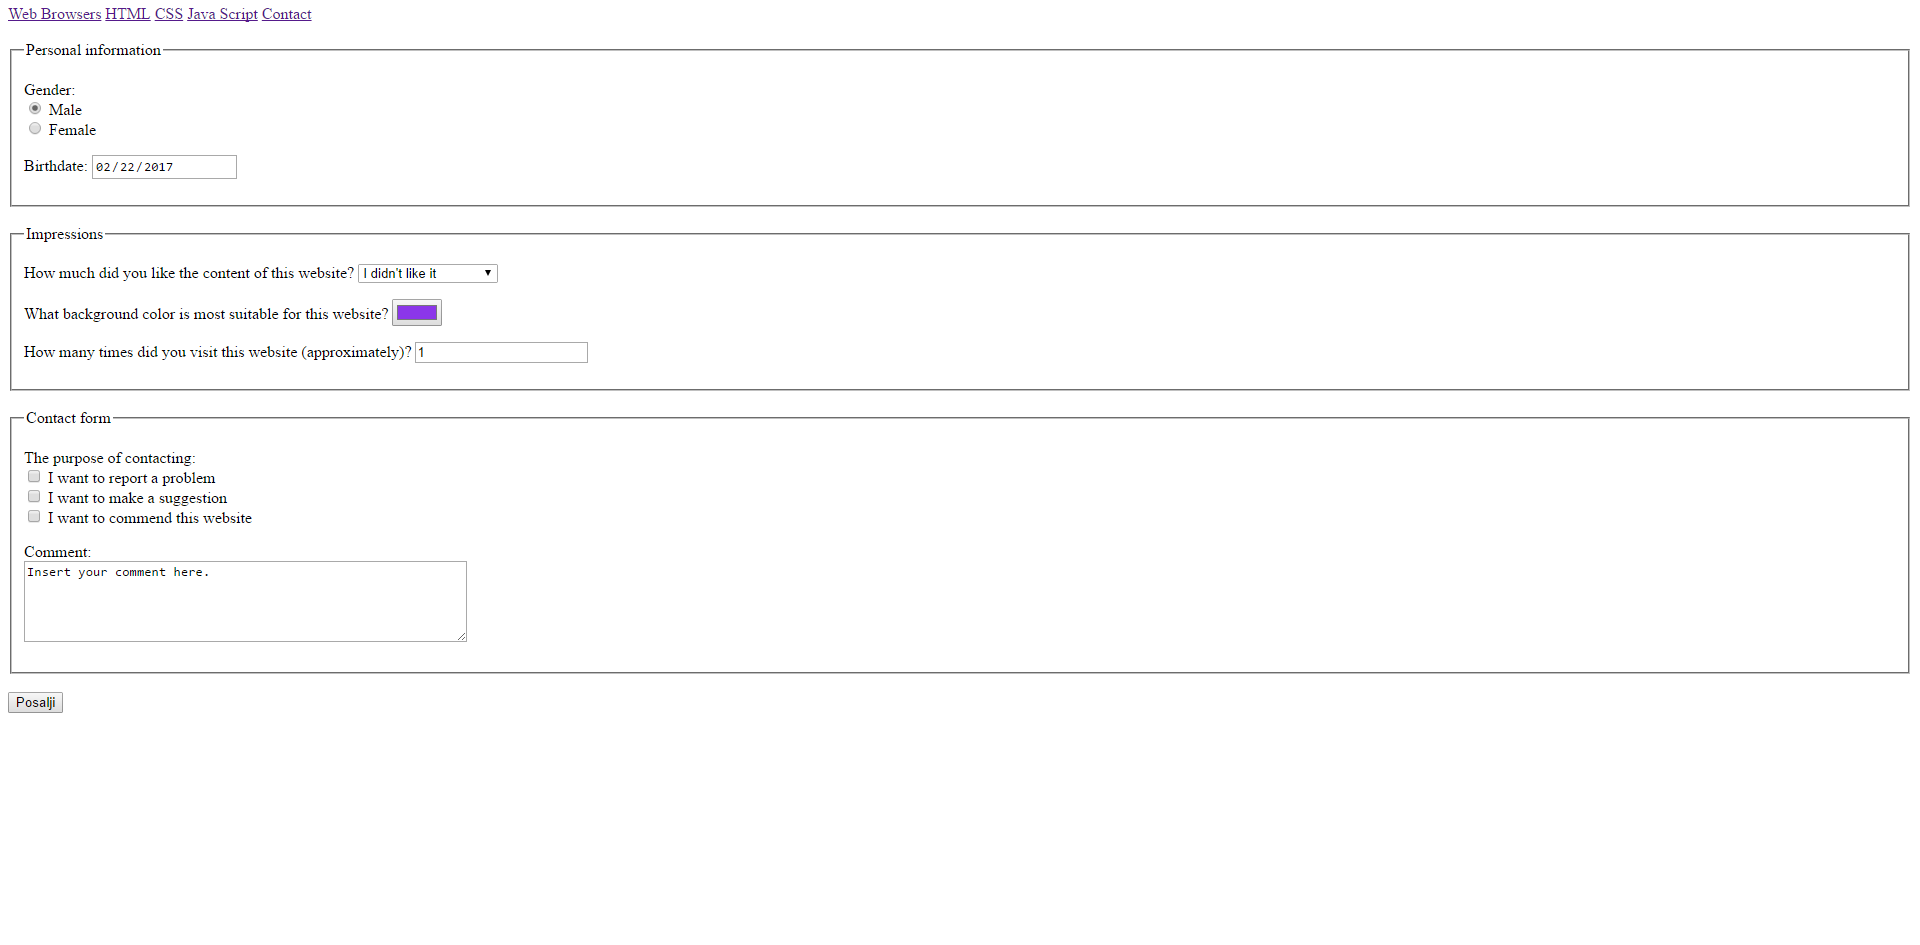 Web Browsers HTML CSS Java Script Contact
Personal information
Gender:
Male
Female
Birthdate: 02/22/2017
Impressions
How much did you like the content of this website? I didn't like it
What background color is most suitable for this website?
How many times did you visit this website (approximately)? 1
Contact form
The purpose of contacting:
I want to report a problem
I want to make a suggestion
I want to commend this website
Comment:
Insert your comment here.
Posalji